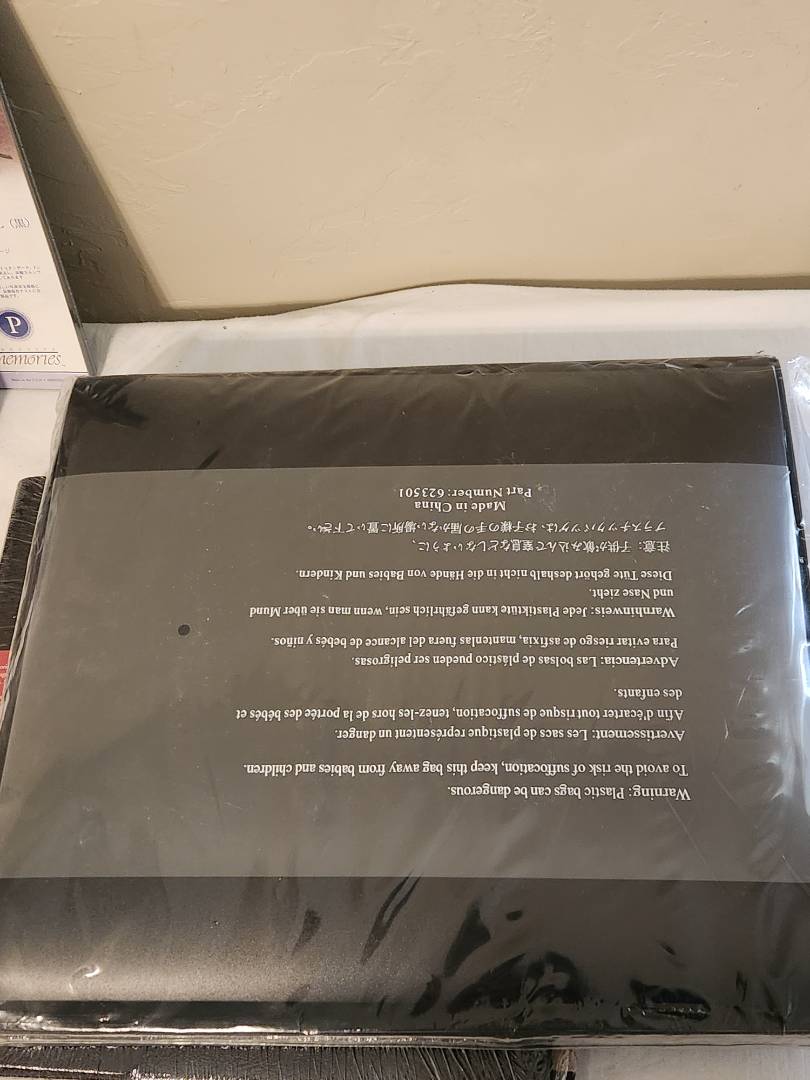 Warning: Plastic bags can be dangerous.
To avoid the risk of suffocation, keep this bag away from babies and children.
Avertissement: Les sacs de plastique représentent un danger.
Afin d'écarter tout risque de suffocation, tenez-les hors de la portée des bébés et
des enfants.
Advertencia: Las bolsas de plástico pueden ser peligrosas.
Para evitar riesgo de asfixia, mantenlas fuera del alcance de bebés y niños.
Warnhinweis: Jede Plastiktüte kann gefährlich sein, wenn man sie über Mund
und Nase zieht.
Diese Tüte gehört deshalb nicht in die Hände von Babies und Kindern.
注意: 子供が飲み込んで窒息などしないように、
プラスチックバッグは、お子様の手の届かない場所に置いて下さい。
Made in China
Part Number: 623501
P
memories